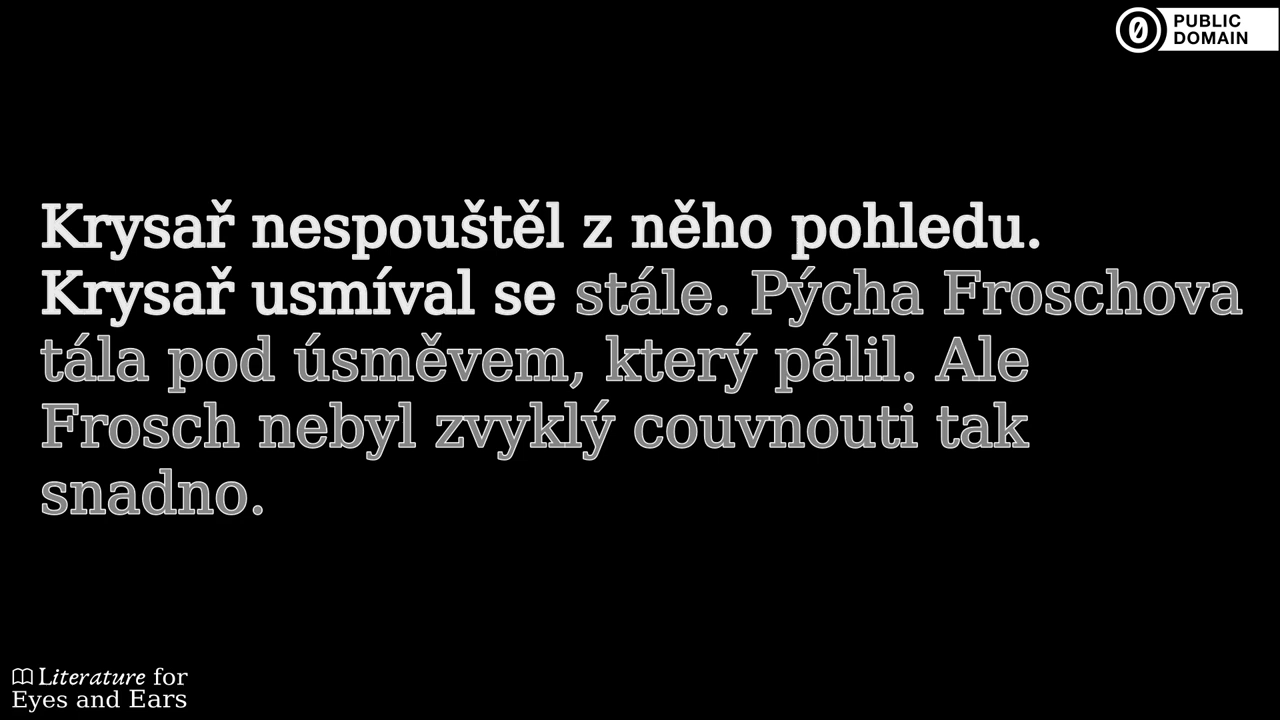 PUBLIC
DOMAIN
Krysař nespouštěl z něho pohledu.
Krysař usmíval se stále. Pýcha Froschova
tála pod úsměvem, který pálil. Ale
Frosch nebyl zvyklý couvnouti tak
snadno.
Literature for
Eyes and Ears